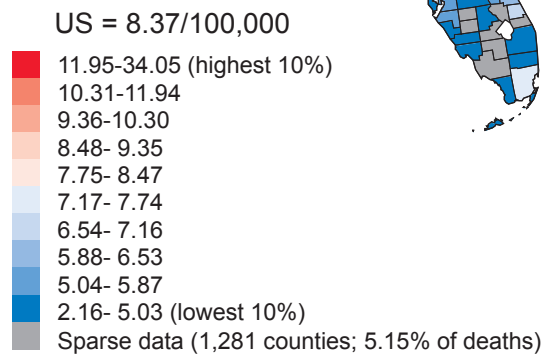 US = 8.37/100,000
11.95-34.05 (highest 10%)
10.31-11.94
9.36-10.30
8.48- 9.35
7.75- 8.47
7.17- 7.74
6.54- 7.16
5.88- 6.53
5.04- 5.87
2.16- 5.03 (lowest 10%)
Sparse data (1,281 counties; 5.15% of deaths)